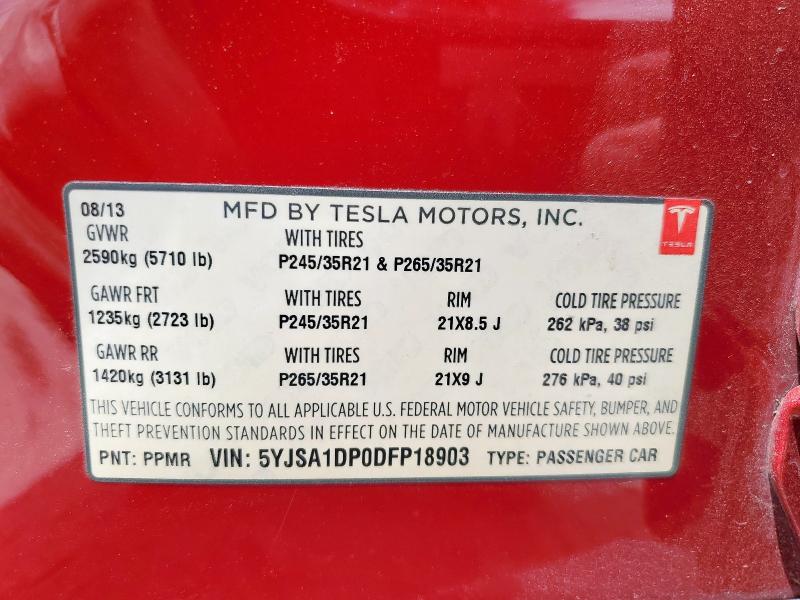 08/13 MFD BY TESLA MOTORS, INC.
GVWR WITH TIRES
2590kg (5710 lb) P245/35R21 & P265/35R21
TESLA
GAWR FRT WITH TIRES RIM COLD TIRE PRESSURE
1235kg (2723 lb) P245/35R21 21X8.5 J 262 kPa, 38 psi
GAWR RR WITH TIRES RIM COLD TIRE PRESSURE
1420kg (3131 lb) P265/35R21 21X9 J 276 kPa, 40 psi
THIS VEHICLE CONFORMS TO ALL APPLICABLE U.S. FEDERAL MOTOR VEHICLE SAFETY, BUMPER, AND
THEFT PREVENTION STANDARDS IN EFFECT ON THE DATE OF MANUFACTURE SHOWN ABOVE.
PNT: PPMR VIN: 5YJSA1DP0DFP18903 TYPE: PASSENGER CAR